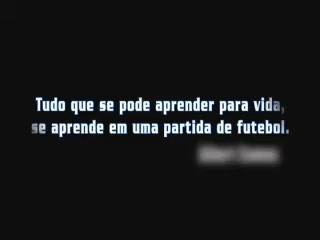 Tudo que se pode aprender para vida,
se aprende em uma partida de futebol.